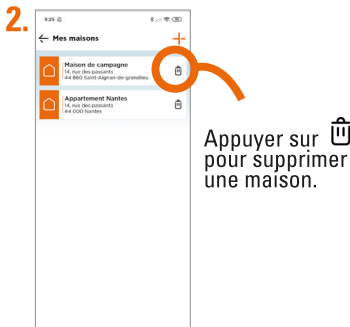 2.
9:25
Mes maisons
Maison de campagne
14, rue des passants
44 860 Saint-Aignan-de-grandlieu
Appartement Nantes
14, rue des passants
44 000 Nantes
Appuyer sur
pour supprimer
une maison.